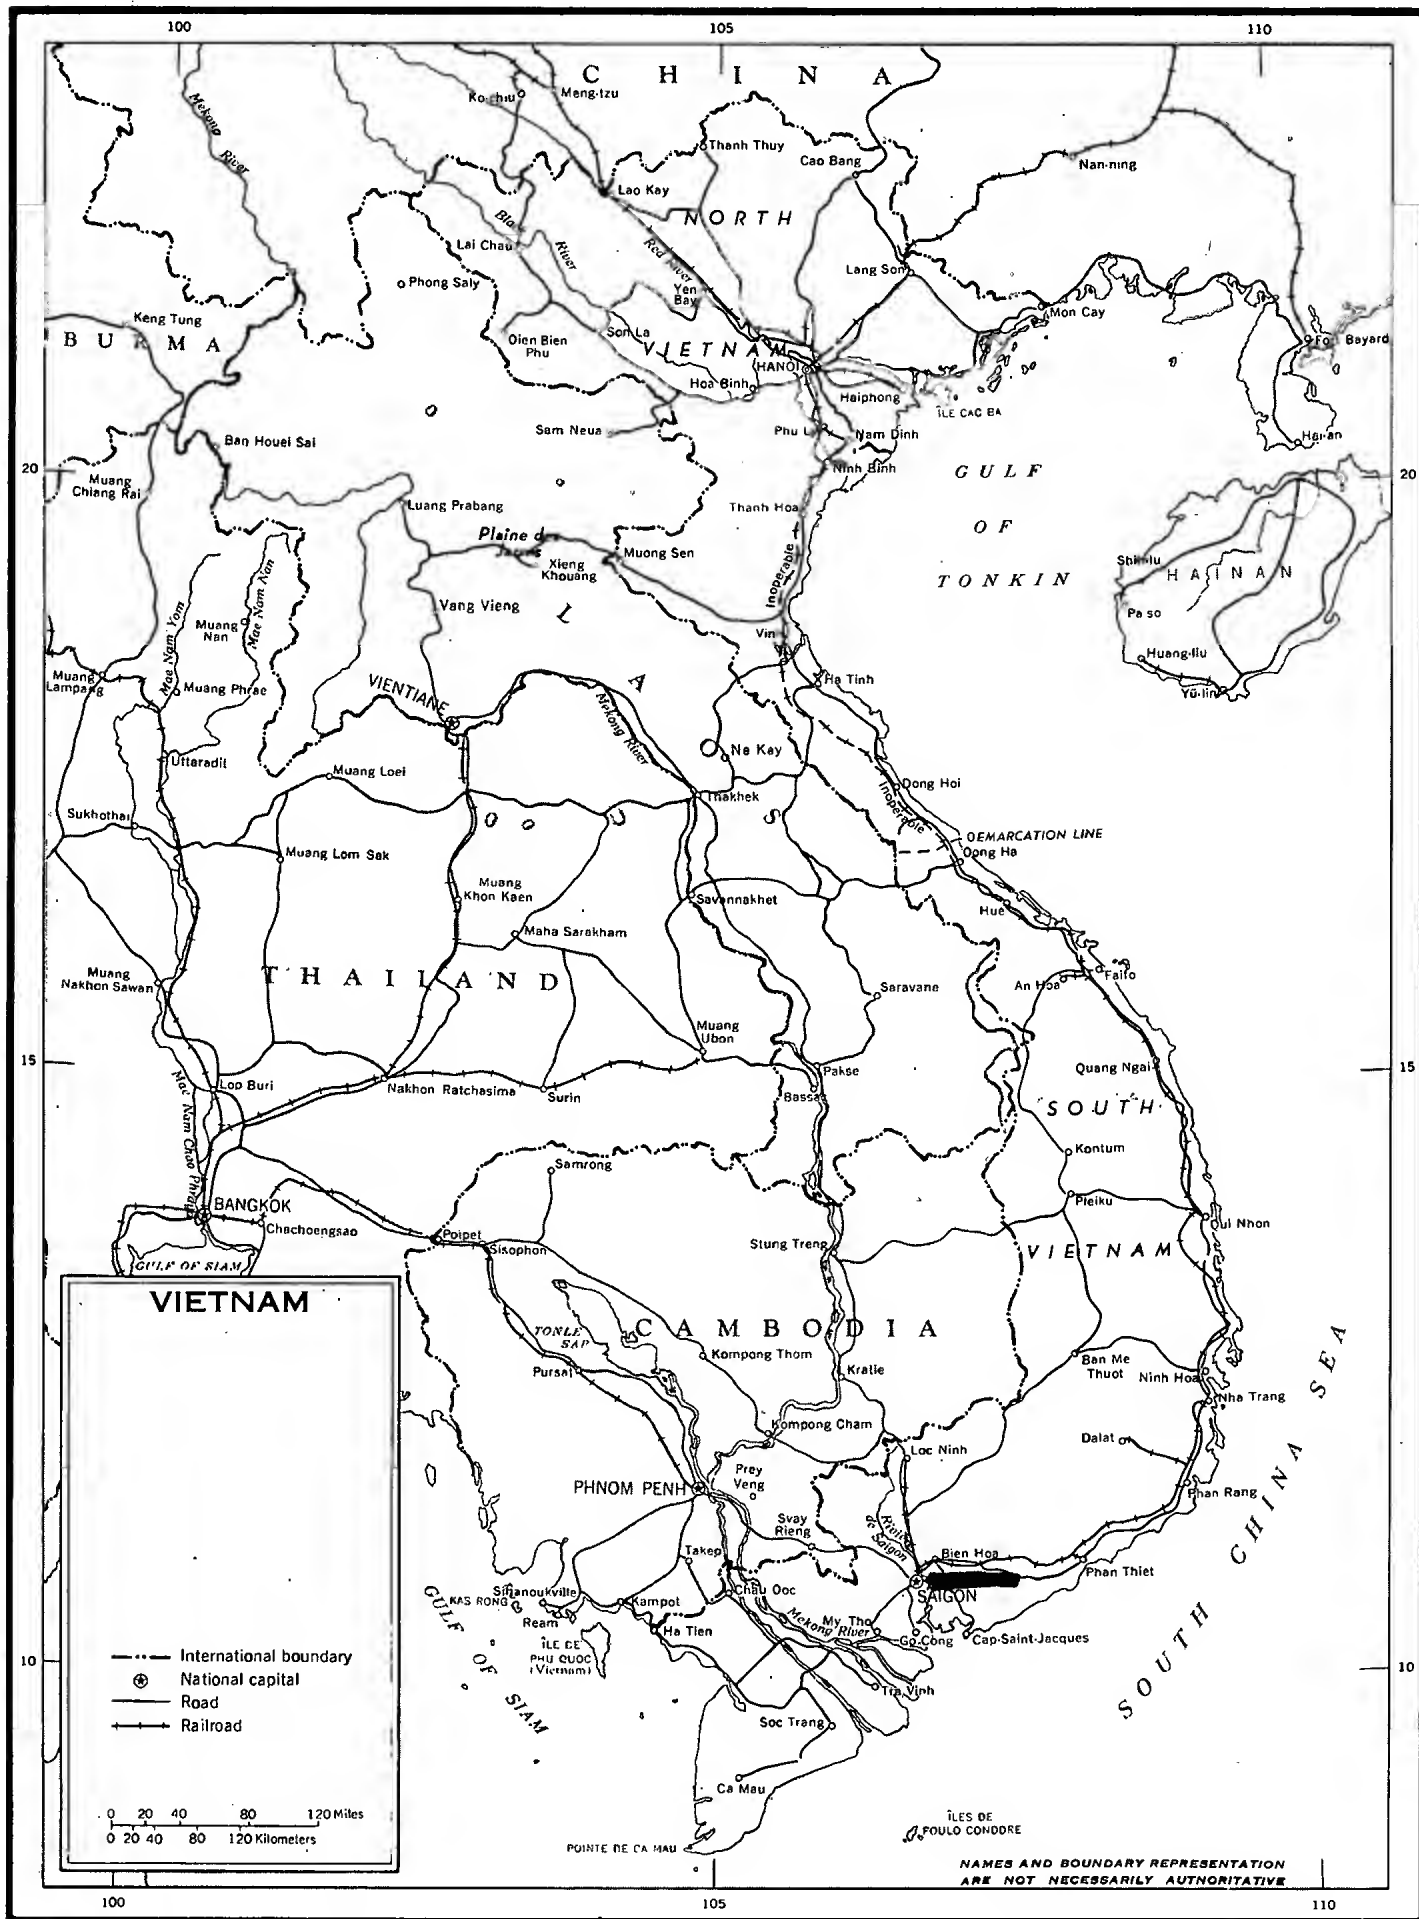 100
105
110
C H I N A
Ko-chiu
Meng-tzu
Mekong
River
Thanh Thuy
Cao Bang
Nan-ning
Lao Kay
NORTH
Lai Chau
River
Red River
Yen
Bay
Lang Son
Phong Saly
Mon Cay
Keng Tung
BURMA
Dien Bien
Phu
Son La
VIETNAM
HANOI
Hoa Binh
Haiphong
ÎLE CAC BA
Bayard
Sam Neua
Nam Dinh
Ninh Binh
Ban Houei Sai
Hai-an
20
20
Muang
Chiang Rai
GULF
OF
TONKIN
Luang Prabang
Thanh Hoa
Plaine des
Jarres
Xieng
Khouang
Muong Sen
Inoperable
Shih-lu
HAINAN
Mae Nam Yom
Mae Nam Nan
Muang
Nan
Vang Vieng
L A O S
Pa-so
Huang-liu
Yü-lin
Muang
Lampang
Muang Phrae
VIENTIANE
Ha Tinh
Mekong River
Na Kay
Uttaradit
Muang Loei
Thakhek
Dong Hoi
Inoperable
Sukhothai
DEMARCATION LINE
Dong Ha
Muang Lom Sak
Muang
Khon Kaen
Savannakhet
Hue
Maha Sarakham
Muang
Nakhon Sawan
THAILAND
Saravane
An Hoa
Faifo
Muang
Ubon
15
15
Lop Buri
Nakhon Ratchasima
Surin
Pakse
Bassac
Quang Ngai
SOUTH
Mae Nam Chao Phraya
Samrong
Kontum
BANGKOK
Chachoengsao
Pleiku
Qui Nhon
Poipet
Sisophon
Stung Treng
VIETNAM
GULF OF SIAM
VIETNAM
TONLE
SAP
CAMBODIA
Kompong Thom
Pursat
Kratie
Ban Me
Thuot
Ninh Hoa
Nha Trang
Kompong Cham
Loc Ninh
Dalat
PHNOM PENH
Prey
Veng
Phan Rang
Svay
Rieng
Rivière
de Saigon
Bien Hoa
Phan Thiet
SAIGON
Takeo
Chau Doc
Sihanoukville
KAS RONG
Ream
Kampot
Ha Tien
My Tho
Mekong River
Go Cong
Cap-Saint-Jacques
ÎLE DE
PHU QUOC
(Vietnam)
GULF OF SIAM
SOUTH CHINA SEA
10
10
Tra Vinh
Soc Trang
Ca Mau
POINTE DE CA MAU
ÎLES DE
POULO CONDORE
International boundary
National capital
Road
Railroad
0 20 40 80 120 Miles
0 20 40 80 120 Kilometers
NAMES AND BOUNDARY REPRESENTATION
ARE NOT NECESSARILY AUTHORITATIVE
100
105
110